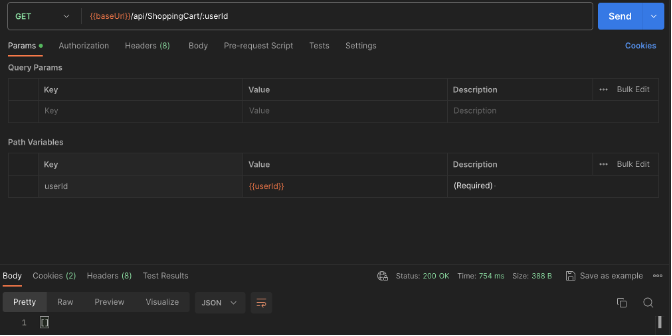 GET {{baseUrl}}/api/ShoppingCart/:userId Send
Params Authorization Headers (8) Body Pre-request Script Tests Settings Cookies
Query Params
Key Value Description ••• Bulk Edit
Key Value Description
Path Variables
Key Value Description ••• Bulk Edit
userId {{userId}} (Required)
Body Cookies (2) Headers (8) Test Results Status: 200 OK Time: 754 ms Size: 388 B Save as example •••
Pretty Raw Preview Visualize JSON
1 []